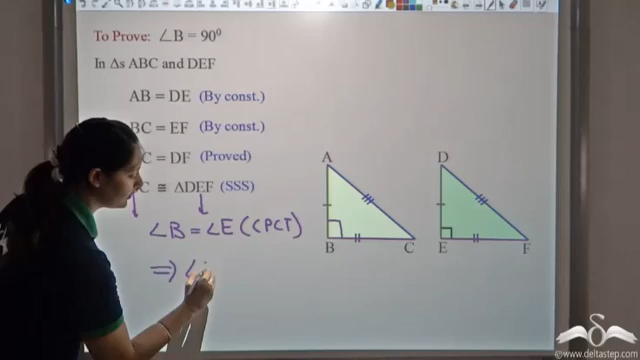 To Prove: ∠B = 90⁰
In Δs ABC and DEF
AB = DE (By const.)
BC = EF (By const.)
C = DF (Proved)
C ≅ ΔDEF (SSS)
∠B = ∠E (CPCT)
⇒ ∠
A
B
C
D
E
F
©www.deltastep.com